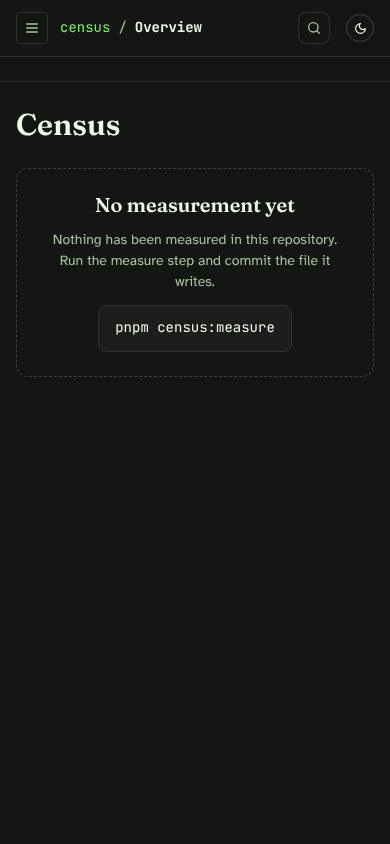 census / Overview
Census
No measurement yet
Nothing has been measured in this repository.
Run the measure step and commit the file it
writes.
pnpm census:measure